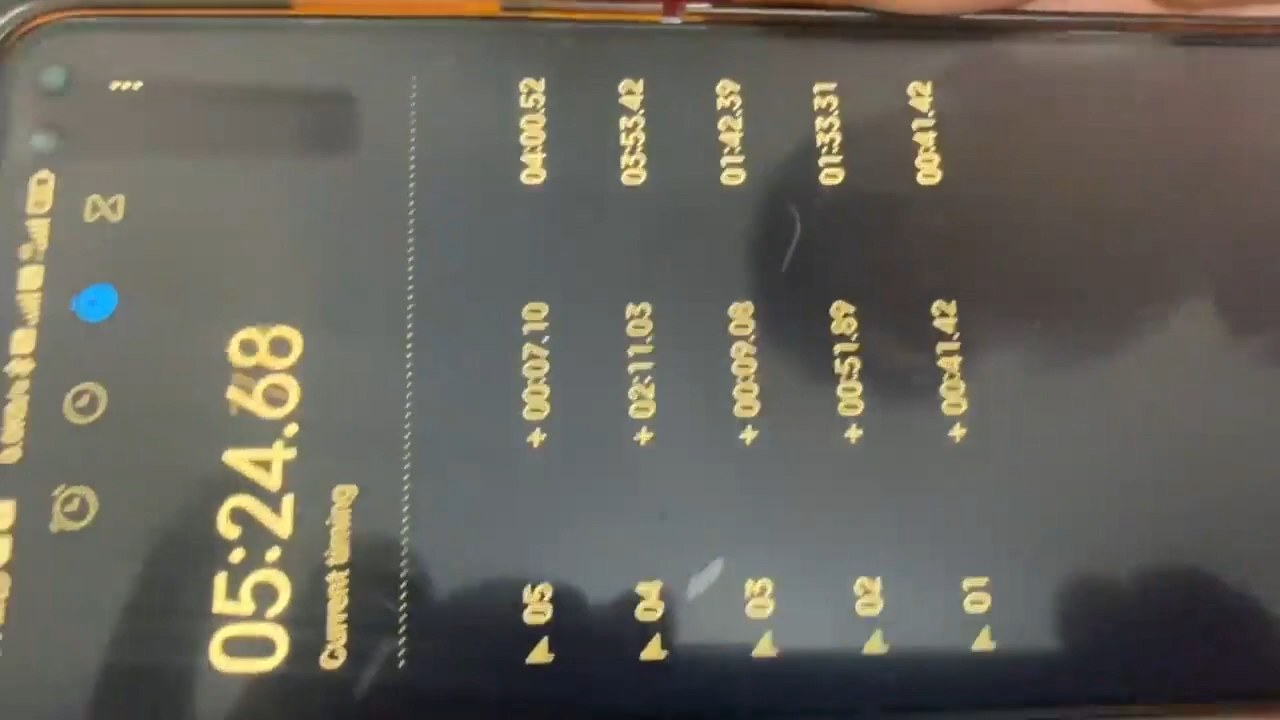 05:24.68
Current timing
05 + 00:07.10 04:00.52
04 + 02:11.03 03:53.42
03 + 00:09.08 01:42.39
02 + 00:51.89 01:33.31
01 + 00:41.42 00:41.42